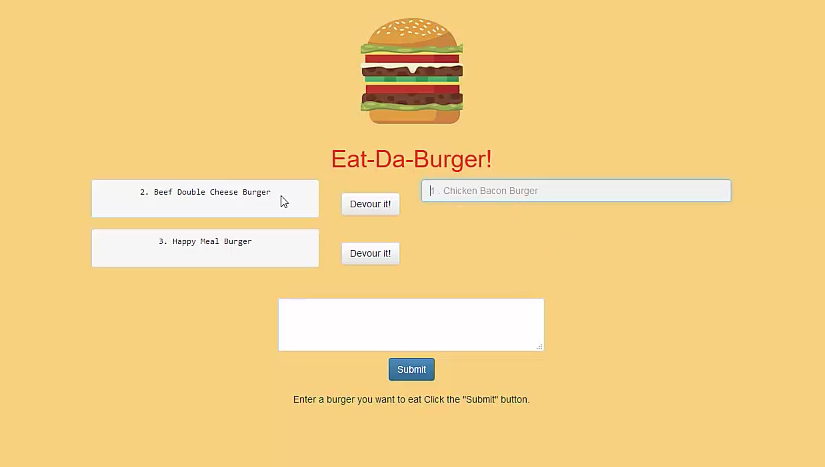 Eat-Da-Burger!
2. Beef Double Cheese Burger
Devour it!
1 . Chicken Bacon Burger
3. Happy Meal Burger
Devour it!
Submit
Enter a burger you want to eat Click the "Submit" button.